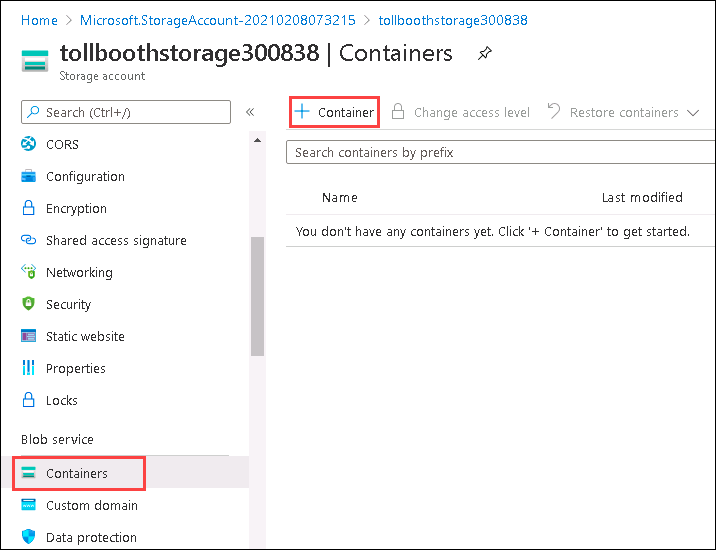 Home > Microsoft.StorageAccount-20210208073215 > tollboothstorage300838
tollboothstorage300838 | Containers
Storage account
Search (Ctrl+/)
«
+ Container
Change access level
Restore containers
CORS
Configuration
Encryption
Shared access signature
Networking
Security
Static website
Properties
Locks
Blob service
Containers
Custom domain
Data protection
Search containers by prefix
Name
Last modified
You don't have any containers yet. Click '+ Container' to get started.